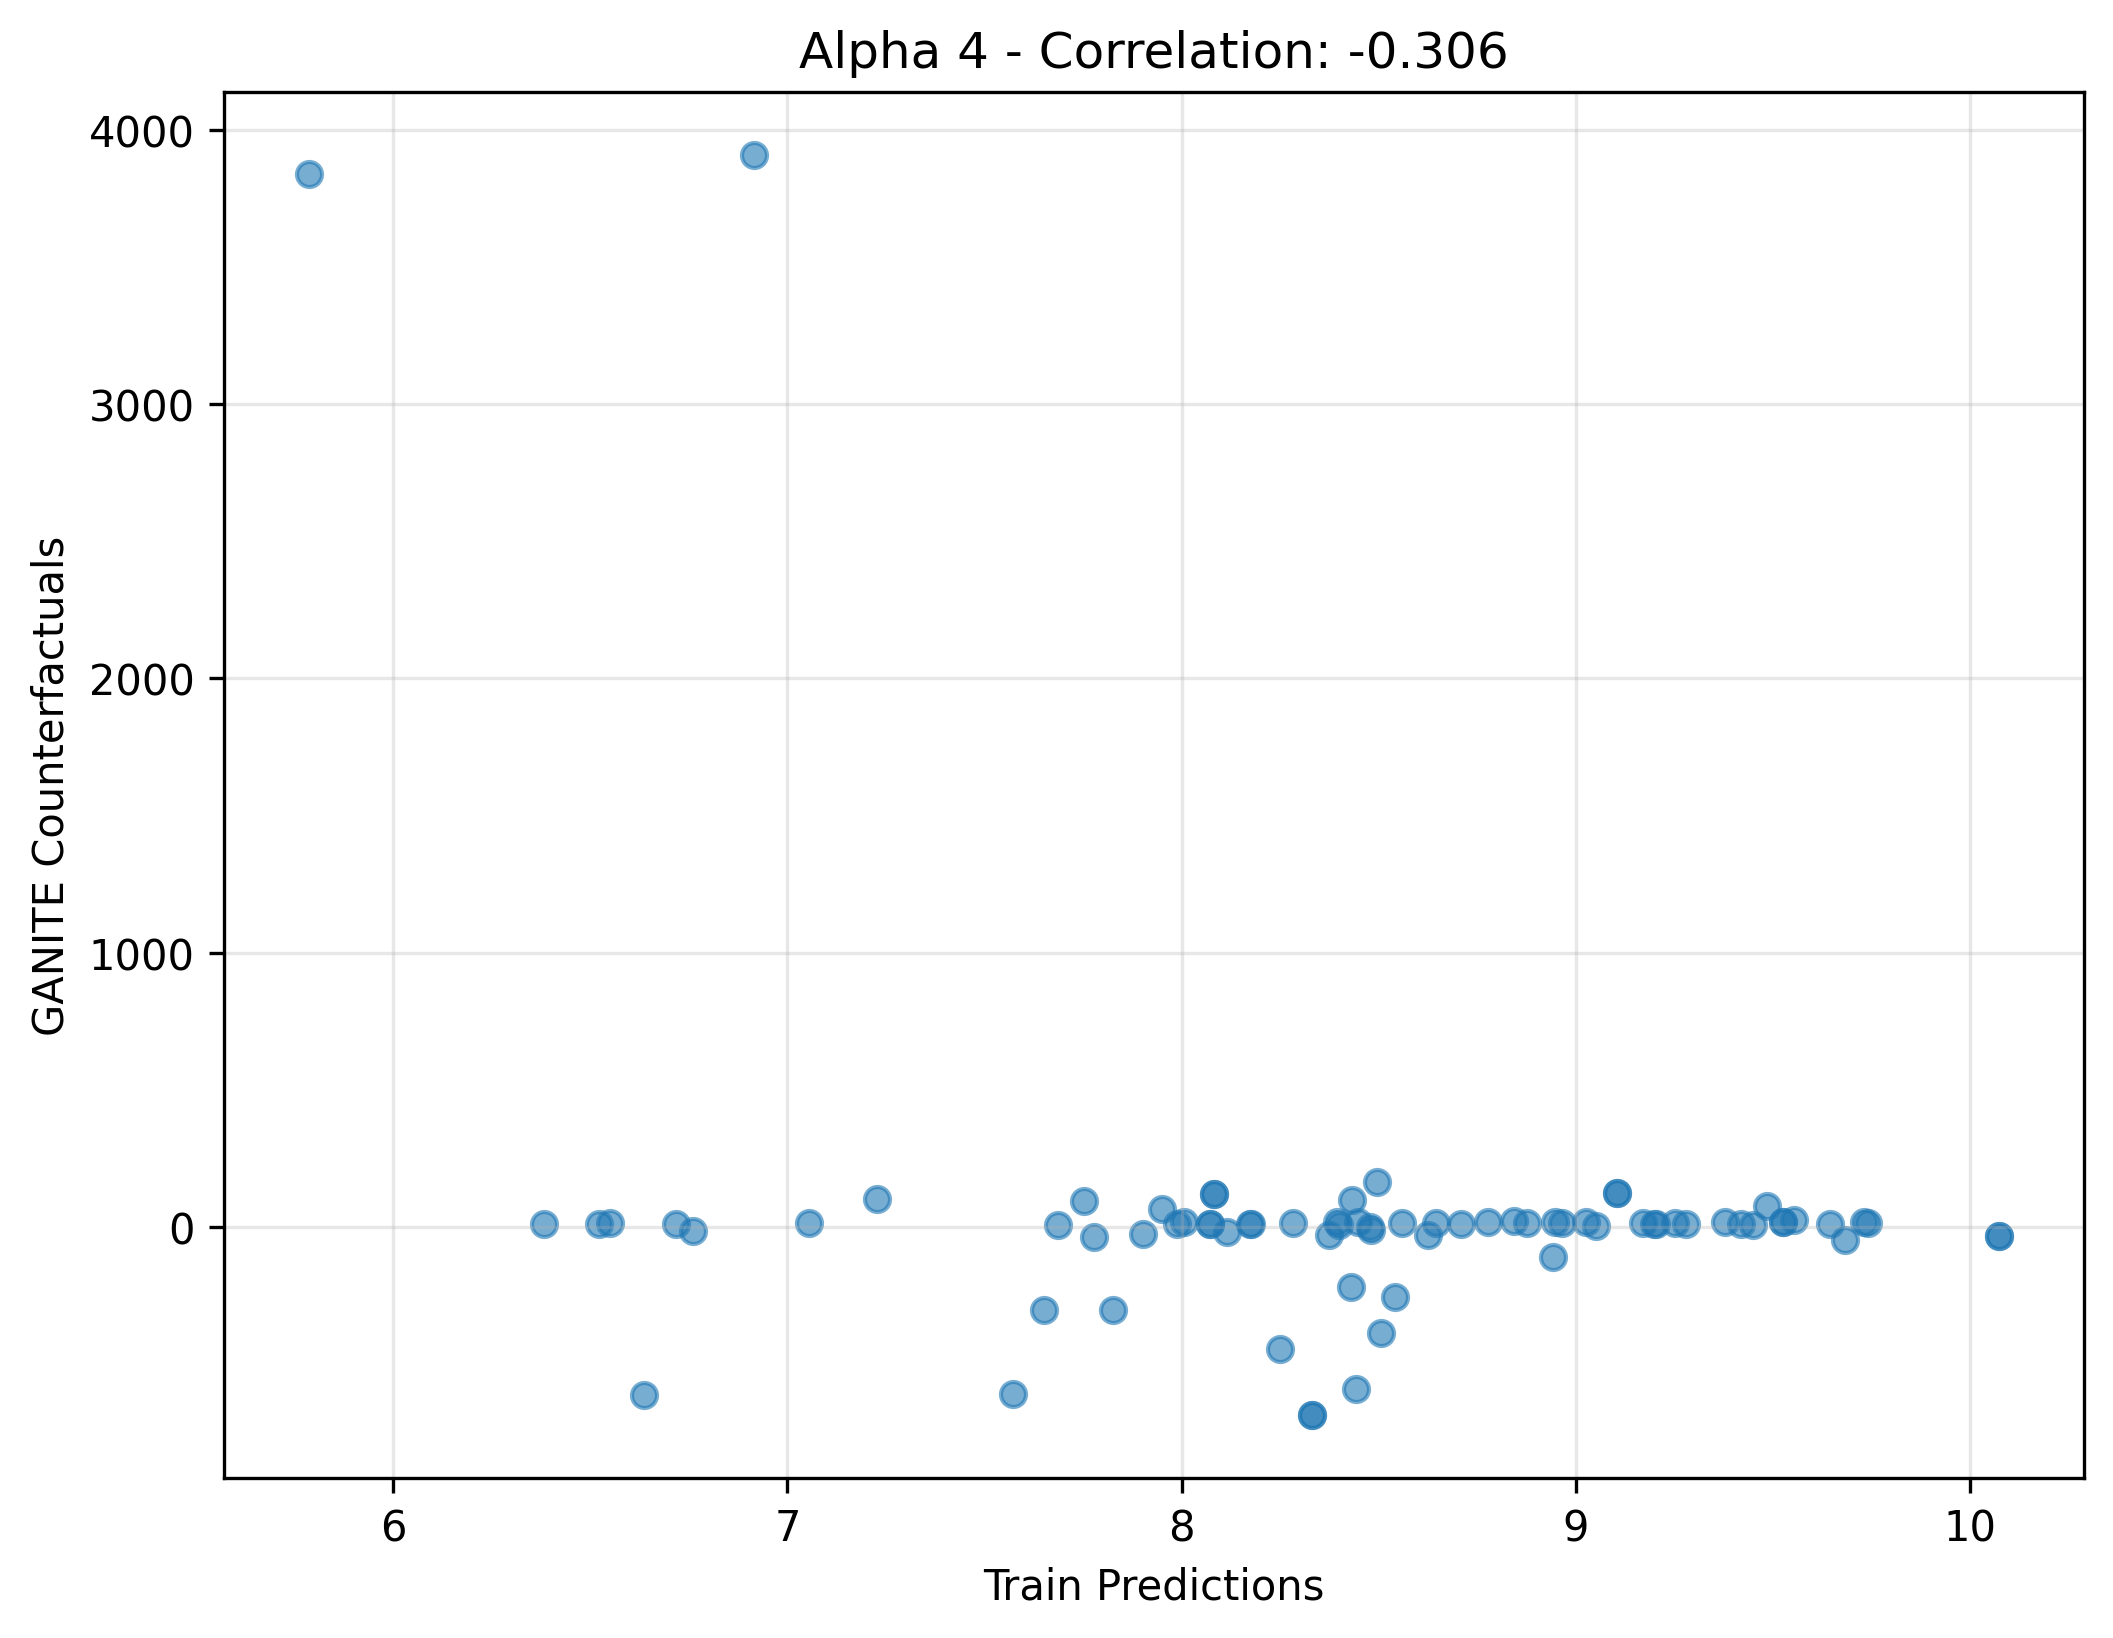 Alpha 4 - Correlation: -0.306
4000
3000
2000
1000
0
GANITE Counterfactuals
6 7 8 9 10
Train Predictions